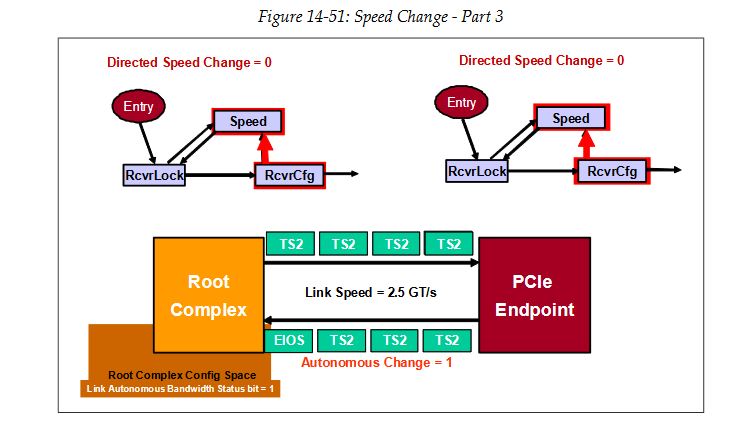 Figure 14-51: Speed Change - Part 3
Directed Speed Change = 0
Directed Speed Change = 0
Entry
Speed
RcvrLock
RcvrCfg
Entry
Speed
RcvrLock
RcvrCfg
TS2 TS2 TS2 TS2
Root
Complex
Link Speed = 2.5 GT/s
PCIe
Endpoint
EIOS TS2 TS2 TS2
Autonomous Change = 1
Root Complex Config Space
Link Autonomous Bandwidth Status bit = 1